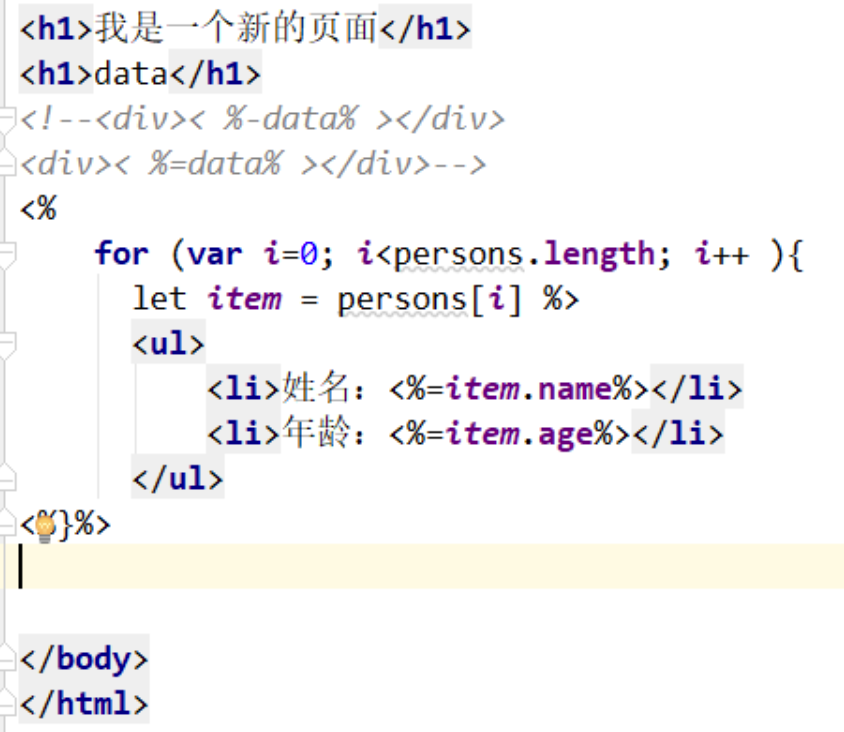 <h1>我是一个新的页面</h1>
<h1>data</h1>
<!--<div>< %-data% ></div>
<div>< %=data% ></div>-->
<%
for (var i=0; i<persons.length; i++ ){
let item = persons[i] %>
<ul>
<li>姓名：<%=item.name%></li>
<li>年龄：<%=item.age%></li>
</ul>
<%}%>
</body>
</html>